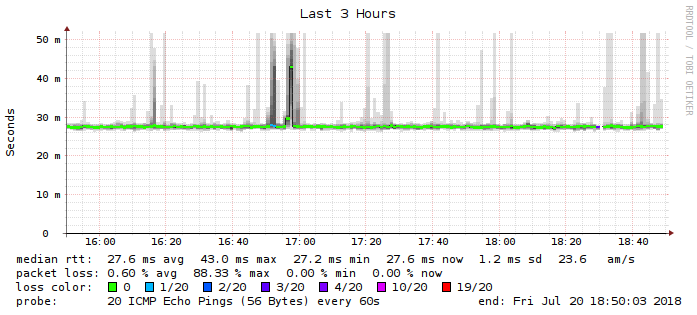 Last 3 Hours
RRDTOOL / TOBI OETIKER
Seconds
50 m
40 m
30 m
20 m
10 m
0
16:00 16:20 16:40 17:00 17:20 17:40 18:00 18:20 18:40
median rtt: 27.6 ms avg 43.0 ms max 27.2 ms min 27.6 ms now 1.2 ms sd 23.6 am/s
packet loss: 0.60 % avg 88.33 % max 0.00 % min 0.00 % now
loss color: 0 1/20 2/20 3/20 4/20 10/20 19/20
probe: 20 ICMP Echo Pings (56 Bytes) every 60s end: Fri Jul 20 18:50:03 2018